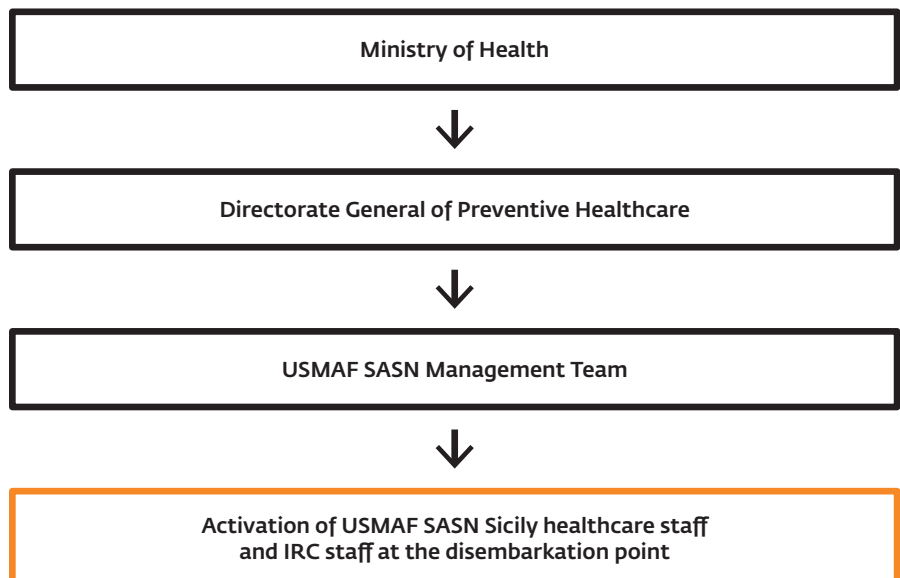 Ministry of Health
Directorate General of Preventive Healthcare
USMAF SASN Management Team
Activation of USMAF SASN Sicily healthcare staff
and IRC staff at the disembarkation point